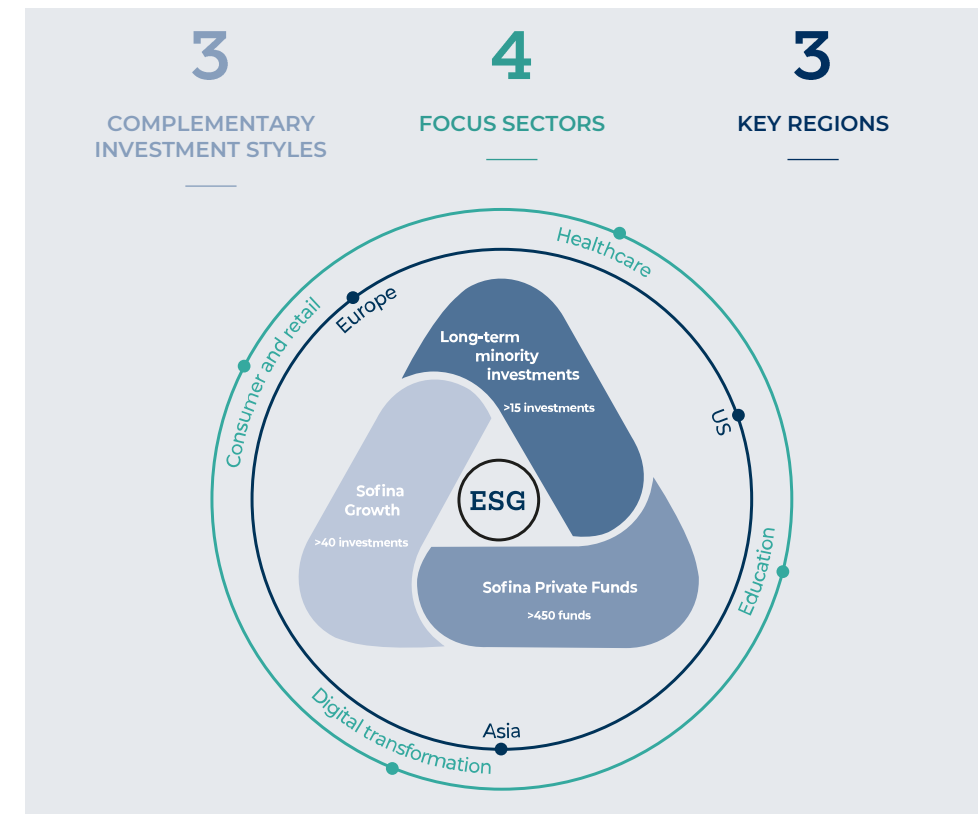 3
COMPLEMENTARY
INVESTMENT STYLES
4
FOCUS SECTORS
3
KEY REGIONS
Healthcare
Europe
Consumer and retail
Long-term
minority
investments
>15 investments
US
Sofina
Growth
>40 investments
ESG
Education
Sofina Private Funds
>450 funds
Asia
Digital transformation